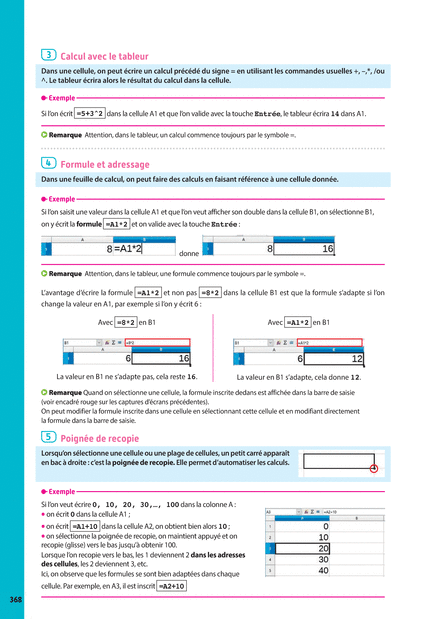 3 Calcul avec le tableur
Dans une cellule, on peut écrire un calcul précédé du signe = en utilisant les commandes usuelles +, –,*, /ou
^. Le tableur écrira alors le résultat du calcul dans la cellule.
Exemple
Si l'on écrit =5+3^2 dans la cellule A1 et que l'on valide avec la touche Entrée, le tableur écrira 14 dans A1.
Remarque Attention, dans le tableur, un calcul commence toujours par le symbole =.
4 Formule et adressage
Dans une feuille de calcul, on peut faire des calculs en faisant référence à une cellule donnée.
Exemple
Si l'on saisit une valeur dans la cellule A1 et que l'on veut afficher son double dans la cellule B1, on sélectionne B1,
on y écrit la formule =A1*2 et on valide avec la touche Entrée :
A B A B
1 8 =A1*2 donne 1 8 16
Remarque Attention, dans le tableur, une formule commence toujours par le symbole =.
L'avantage d'écrire la formule =A1*2 et non pas =8*2 dans la cellule B1 est que la formule s'adapte si l'on
change la valeur en A1, par exemple si l'on y écrit 6 :
Avec =8*2 en B1 Avec =A1*2 en B1
B1 Σ = =8*2 B1 Σ = =A1*2
A B A B
1 6 16 1 6 12
La valeur en B1 ne s'adapte pas, cela reste 16. La valeur en B1 s'adapte, cela donne 12.
Remarque Quand on sélectionne une cellule, la formule inscrite dedans est affichée dans la barre de saisie
(voir encadré rouge sur les captures d'écrans précédentes).
On peut modifier la formule inscrite dans une cellule en sélectionnant cette cellule et en modifiant directement
la formule dans la barre de saisie.
5 Poignée de recopie
Lorsqu'on sélectionne une cellule ou une plage de cellules, un petit carré apparaît
en bas à droite : c'est la poignée de recopie. Elle permet d'automatiser les calculs.
Exemple
Si l'on veut écrire 0, 10, 20, 30,…, 100 dans la colonne A :
• on écrit 0 dans la cellule A1 ;
• on écrit =A1+10 dans la cellule A2, on obtient bien alors 10 ;
• on sélectionne la poignée de recopie, on maintient appuyé et on
recopie (glisse) vers le bas jusqu'à obtenir 100.
Lorsque l'on recopie vers le bas, les 1 deviennent 2 dans les adresses
des cellules, les 2 deviennent 3, etc.
Ici, on observe que les formules se sont bien adaptées dans chaque
cellule. Par exemple, en A3, il est inscrit =A2+10
A3 Σ = =A2+10
A B
1 0
2 10
3 20
4 30
5 40
368